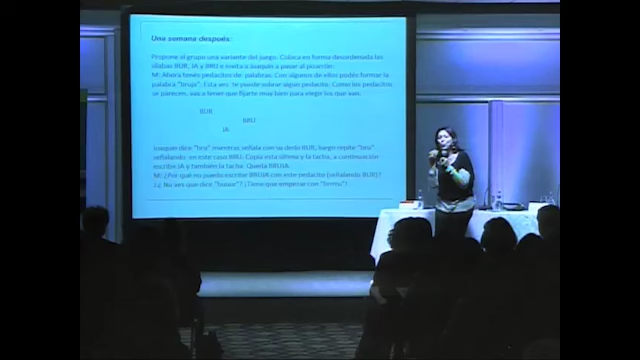 Una semana después:
Propone al grupo una variante del juego. Coloca en forma desordenada las
sílabas BUR, JA y BRU e invita a Joaquín a pasar al pizarrón:
M: Ahora tenés pedacitos de palabras. Con algunos de ellos podés formar la
palabra "bruja". Esta vez te puede sobrar algún pedacito. Como los pedacitos
se parecen, vas a tener que fijarte muy bien para elegir los que van.
BUR
BRU
JA
Joaquín dice "bru" mientras señala con su dedo BUR, luego repite "bru"
señalando en este caso BRU. Copia esta última y la tacha, a continuación
escribe JA y también la tacha. Queda BRUJA.
M: ¿Por qué no puedo escribir BRUJA con este pedacito (señalando BUR)?
J: ¿No ves que dice ¡Tiene que empezar con